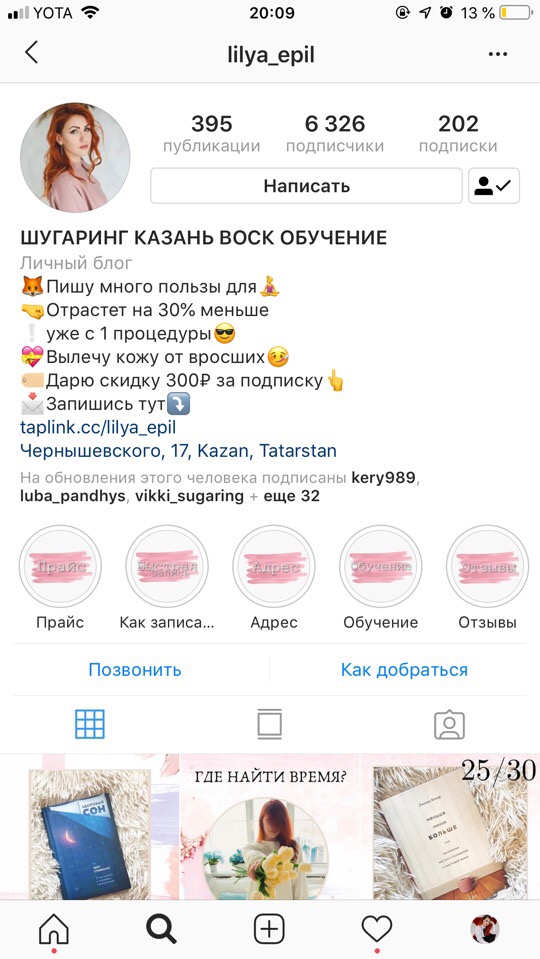 YOTA 20:09 13 %
lilya_epil
395 6 326 202
публикации подписчики подписки
Написать
ШУГАРИНГ КАЗАНЬ ВОСК ОБУЧЕНИЕ
Личный блог
🦊Пишу много пользы для🧘‍♀️
🤜Отрастет на 30% меньше
❕уже с 1 процедуры😎
💝Вылечу кожу от вросших🤒
🏷Дарю скидку 300₽ за подписку👆
📩Запишись тут⤵️
taplink.cc/lilya_epil
Чернышевского, 17, Kazan, Tatarstan
На обновления этого человека подписаны kery989,
luba_pandhys, vikki_sugaring + еще 32
Прайс Быстрая запись Адрес Обучение Отзывы
Прайс Как записа... Адрес Обучение Отзывы
Позвонить Как добраться
ГДЕ НАЙТИ ВРЕМЯ?
25/30
ЗДОРОВЫЙ
СОН
МЕНЬШЕ
БОЛЬШЕ